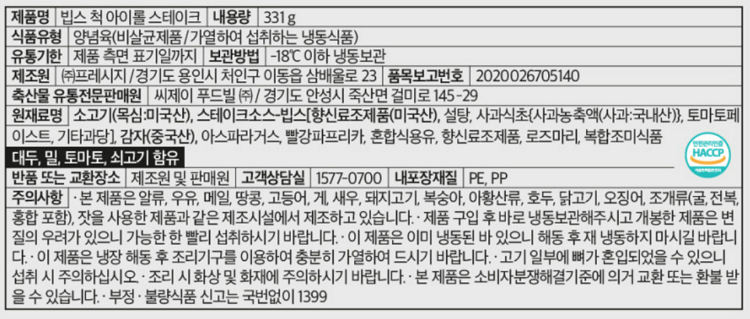 제품명 빕스 척 아이롤 스테이크 내용량 331g
식품유형 양념육(비살균제품/가열하여 섭취하는 냉동식품)
유통기한 제품 측면 표기일까지 보관방법 -18℃ 이하 냉동보관
제조원 ㈜프레시지/경기도 용인시 처인구 이동읍 삼배울로 23 품목보고번호 2020026705140
축산물 유통전문판매원 씨제이 푸드빌 ㈜/ 경기도 안성시 죽산면 걸미로 145-29
원재료명 소고기(목심:미국산), 스테이크소스-빕스[향신료조제품(미국산), 설탕, 사과식초{사과농축액(사과:국내산)}, 토마토페
이스트, 기타과당], 감자(중국산), 아스파라거스, 빨강파프리카, 혼합식용유, 향신료조제품, 로즈마리, 복합조미식품
대두, 밀, 토마토, 쇠고기 함유
HACCP
반품 또는 교환장소 제조원 및 판매원 고객상담실 1577-0700 내포장재질 PE, PP
주의사항 · 본 제품은 알류, 우유, 메밀, 땅콩, 고등어, 게, 새우, 돼지고기, 복숭아, 아황산류, 호두, 닭고기, 오징어, 조개류(굴, 전복,
홍합 포함), 잣을 사용한 제품과 같은 제조시설에서 제조하고 있습니다. · 제품 구입 후 바로 냉동보관해주시고 개봉한 제품은 변
질의 우려가 있으니 가능한 한 빨리 섭취하시기 바랍니다. · 이 제품은 이미 냉동된 바 있으니 해동 후 재 냉동하지 마시길 바랍니
다. · 이 제품은 냉장 해동 후 조리기구를 이용하여 충분히 가열하여 드시기 바랍니다. · 고기 일부에 뼈가 혼입되었을 수 있으니
섭취 시 주의하십시오. · 조리 시 화상 및 화재에 주의하시기 바랍니다. · 본 제품은 소비자분쟁해결기준에 의거 교환 또는 환불 받
을 수 있습니다. · 부정 · 불량식품 신고는 국번없이 1399